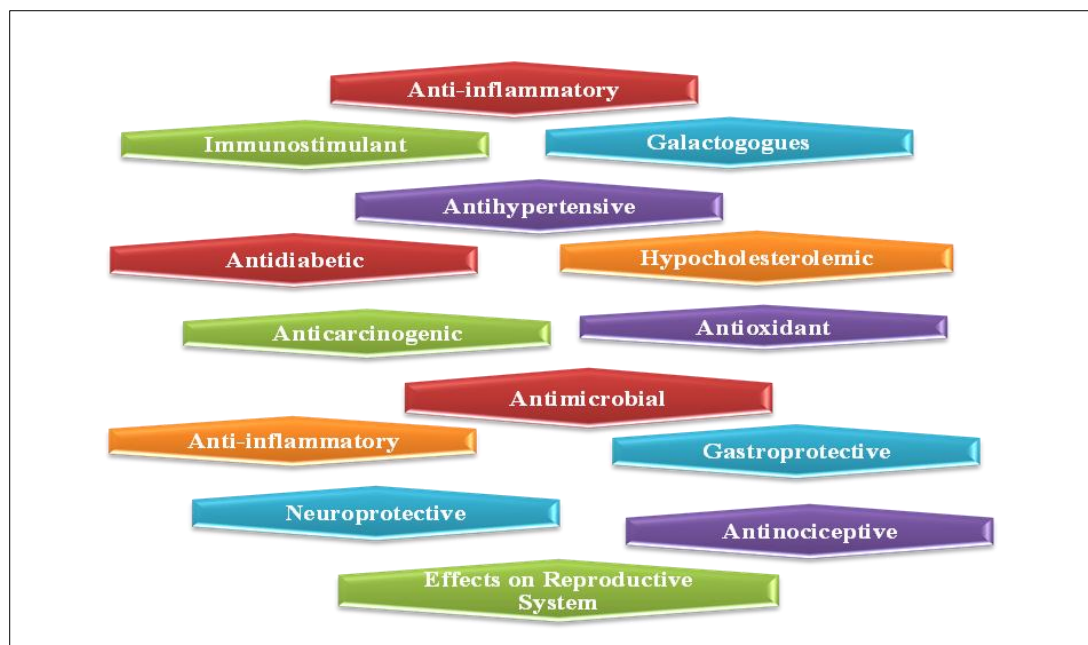 Anti-inflammatory
Immunostimulant
Galactogogues
Antihypertensive
Antidiabetic
Hypocholesterolemic
Anticarcinogenic
Antioxidant
Antimicrobial
Anti-inflammatory
Gastroprotective
Neuroprotective
Antinociceptive
Effects on Reproductive
System